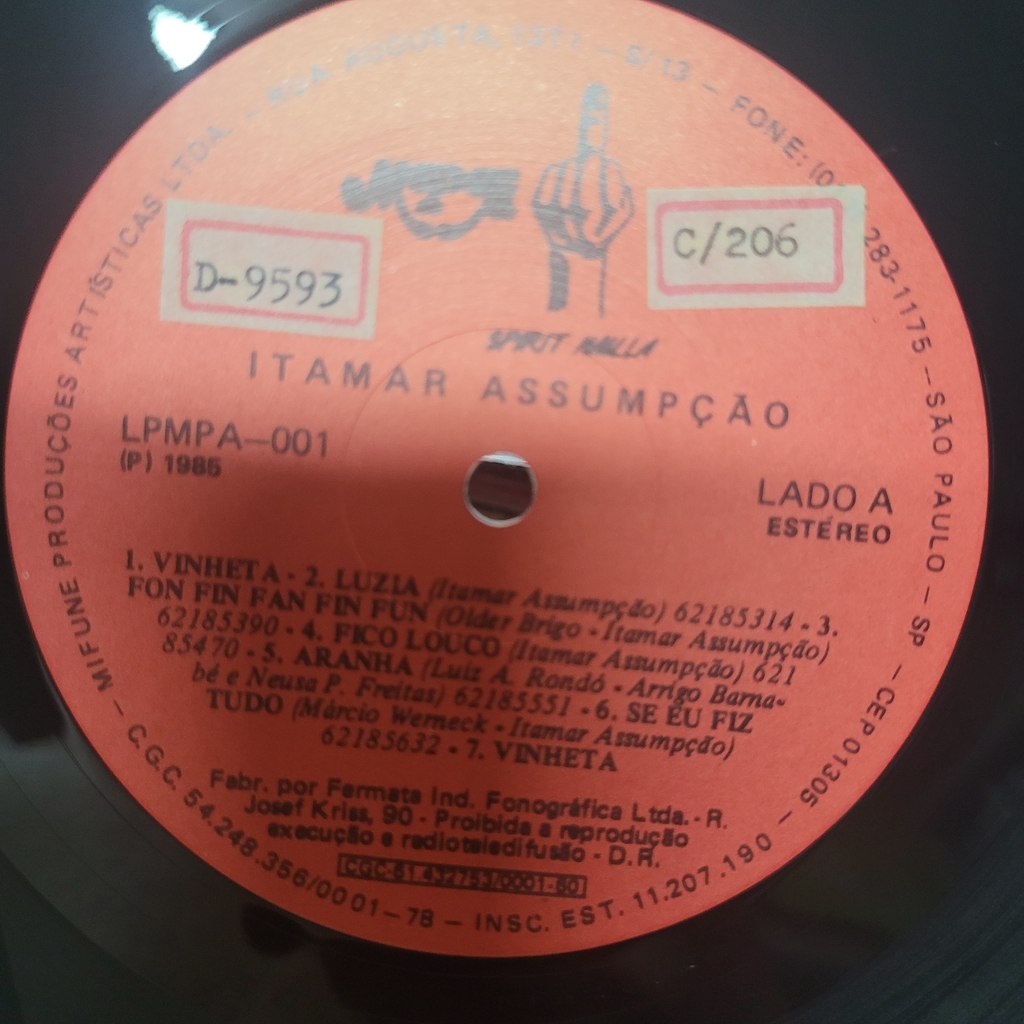 MIFUNE PRODUÇÕES ARTÍSTICAS LTDA. - RUA AUGUSTA, 1371 - S/ 13 - FONE: (0 283-1175 - SÃO PAULO - SP - CEP 01305
D-9593
C/206
SPIRIT
ITAMAR ASSUMPÇÃO
LPMPA-001
(P) 1985
LADO A
ESTÉREO
1. VINHETA - 2. LUZIA (Itamar Assumpção) 62185314 - 3.
FON FIN FAN FIN FUN (Older Brigo - Itamar Assumpção)
62185390 - 4. FICO LOUCO (Itamar Assumpção) 621
85470 - 5. ARANHA (Luiz A. Rondó - Arrigo Barna-
bé e Neusa P. Freitas) 62185551 - 6. SE EU FIZ
TUDO (Márcio Werneck - Itamar Assumpção)
62185632 - 7. VINHETA
Fabr. por Fermata Ind. Fonográfica Ltda. - R.
Josef Kriss, 90 - Proibida a reprodução
execução e radioteledifusão - D.R.
- C.G.C. 54.248.356/0001-78 - INSC. EST. 11.207.190 -